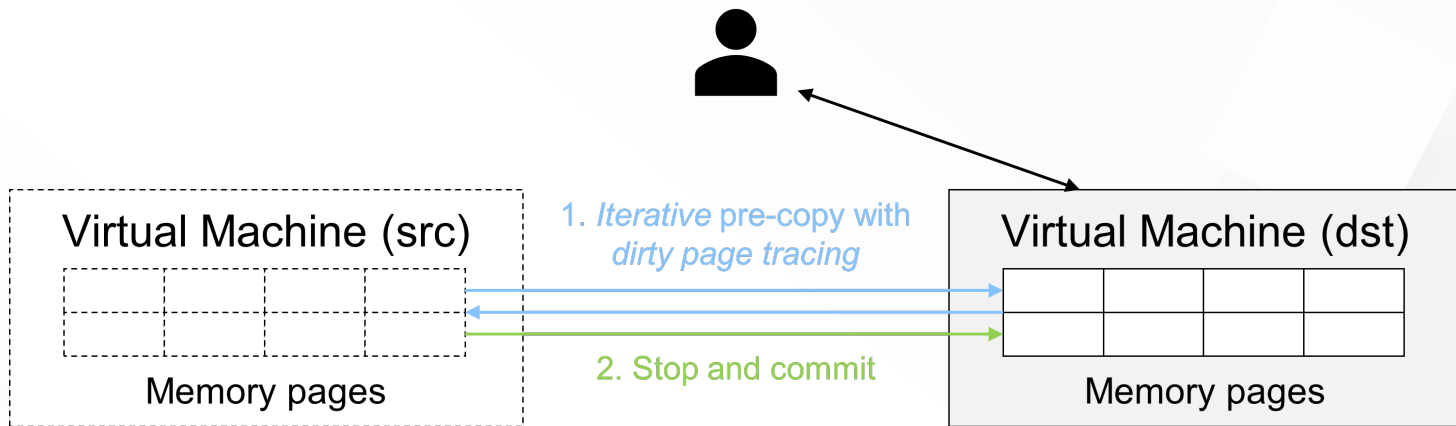 Virtual Machine (src)
1. Iterative pre-copy with
dirty page tracing
Virtual Machine (dst)
2. Stop and commit
Memory pages
Memory pages